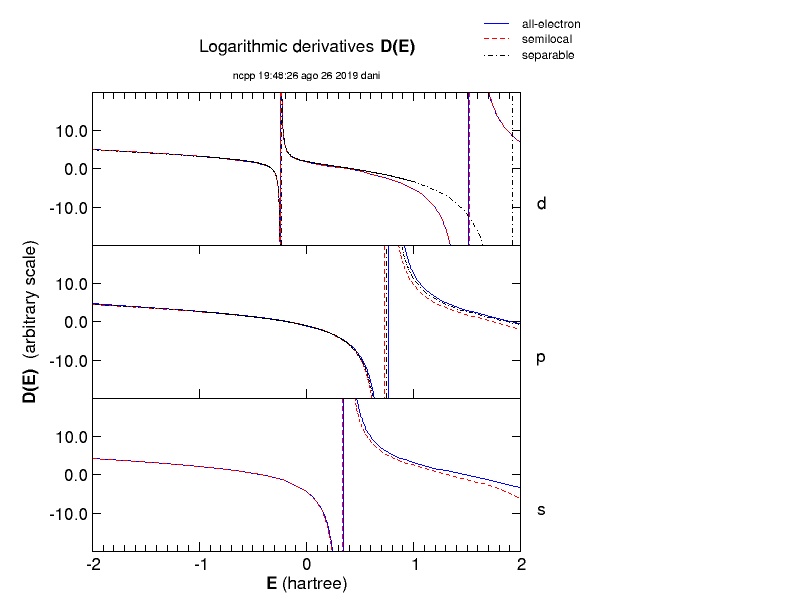 all-electron
semilocal
separable
Logarithmic derivatives D(E)
ncpp 19:48:26 ago 26 2019 dani
10.0
0.0
-10.0
d
10.0
0.0
-10.0
p
10.0
0.0
-10.0
s
D(E) (arbitrary scale)
-2 -1 0 1 2
E (hartree)